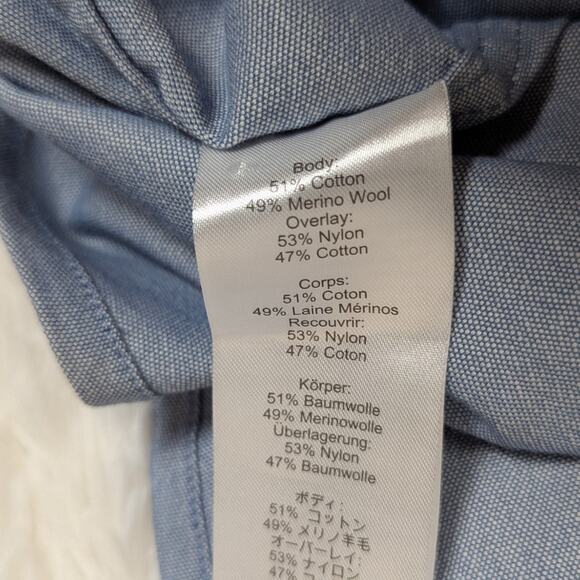 Body:
51% Cotton
49% Merino Wool
Overlay:
53% Nylon
47% Cotton
Corps:
51% Coton
49% Laine Mérinos
Recouvrir:
53% Nylon
47% Coton
Körper:
51% Baumwolle
49% Merinowolle
Überlagerung:
53% Nylon
47% Baumwolle
ボディ:
51% コットン
49% メリノ羊毛
オーバーレイ:
53% ナイロン
47%